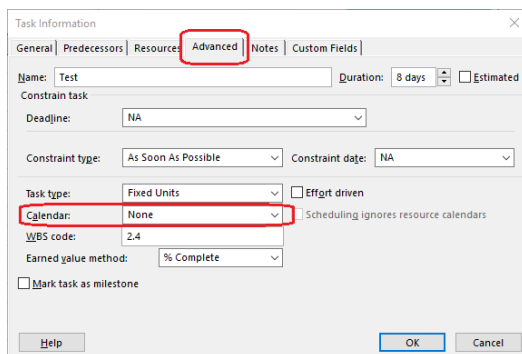 Task Information
General Predecessors Resources Advanced Notes Custom Fields
Name: Test Duration: 8 days Estimated
Constrain task
Deadline: NA
Constraint type: As Soon As Possible Constraint date: NA
Task type: Fixed Units Effort driven
Calendar: None Scheduling ignores resource calendars
WBS code: 2.4
Earned value method: % Complete
Mark task as milestone
Help OK Cancel